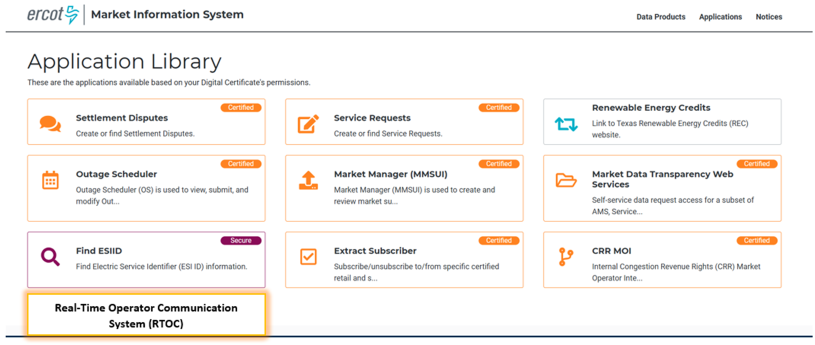 ercot Market Information System
Data Products Applications Notices
Application Library
These are the applications available based on your Digital Certificate's permissions.
Certified
Settlement Disputes
Create or find Settlement Disputes.
Certified
Service Requests
Create or find Service Requests.
Renewable Energy Credits
Link to Texas Renewable Energy Credits (REC)
website.
Certified
Outage Scheduler
Outage Scheduler (OS) is used to view, submit, and
modify Out...
Certified
Market Manager (MMSUI)
Market Manager (MMSUI) is used to create and
review market su...
Certified
Market Data Transparency Web
Services
Self-service data request access for a subset of
AMS, Service...
Secure
Find ESIID
Find Electric Service Identifier (ESI ID) information.
Certified
Extract Subscriber
Subscribe/unsubscribe to/from specific certified
retail and s...
Certified
CRR MOI
Internal Congestion Revenue Rights (CRR) Market
Operator Inte...
Real-Time Operator Communication
System (RTOC)